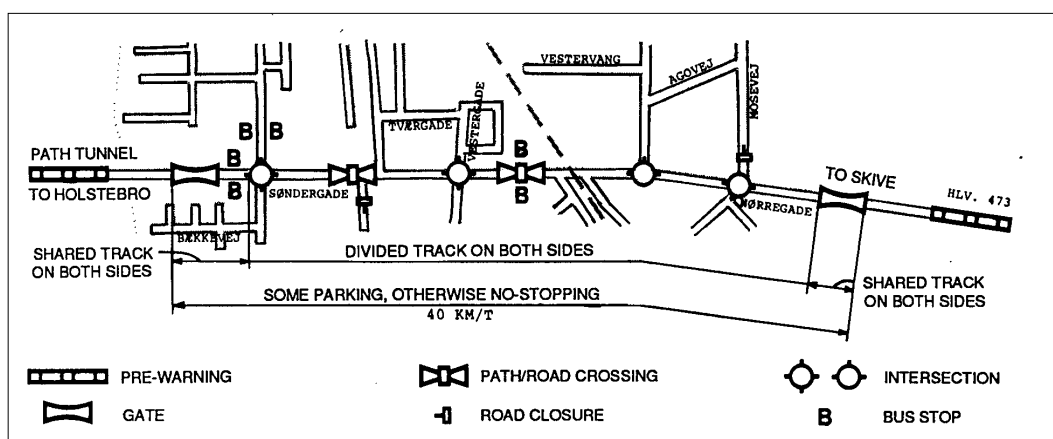 VESTERVANG
AGOVEJ
MOSEVEJ
B B
TVÆRGADE
VESTERGADE
B
PATH TUNNEL
B
TO HOLSTEBRO
B
SØNDERGADE
B
TO SKIVE
HLV. 473
NØRREGADE
BÆKKEVEJ
SHARED TRACK
ON BOTH SIDES
DIVIDED TRACK ON BOTH SIDES
SHARED TRACK
ON BOTH SIDES
SOME PARKING, OTHERWISE NO-STOPPING
40 KM/T
PRE-WARNING
PATH/ROAD CROSSING
INTERSECTION
GATE
ROAD CLOSURE
B BUS STOP